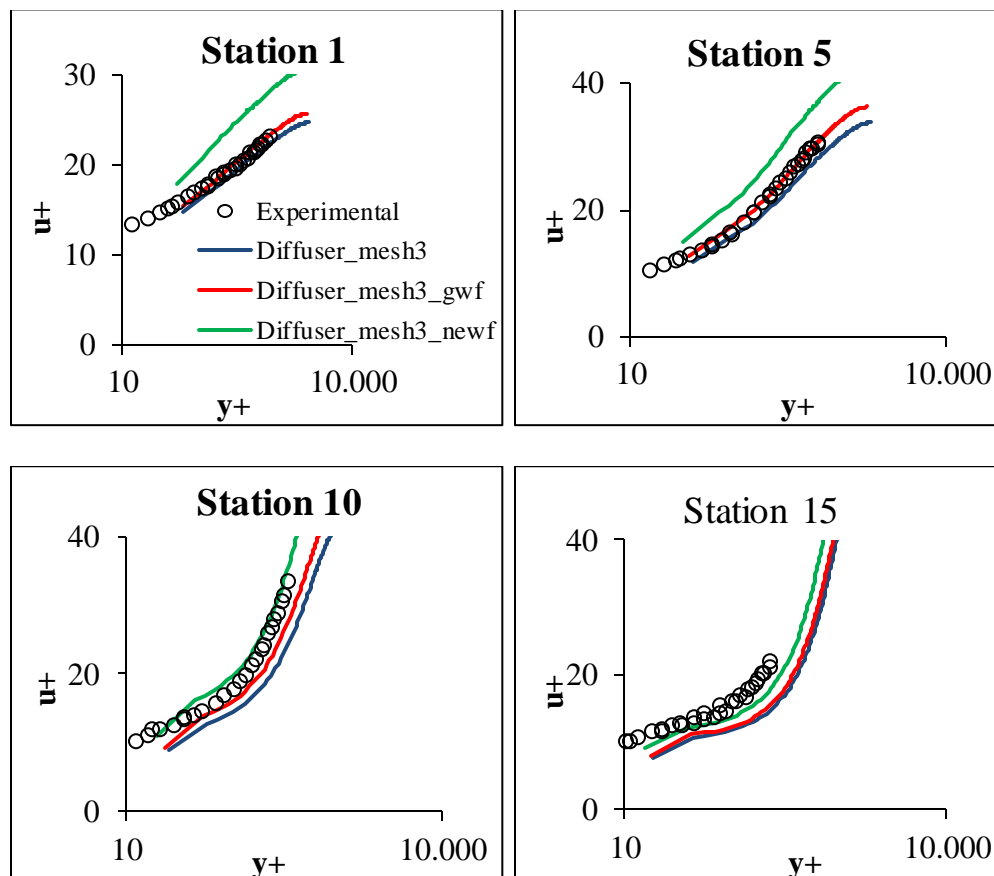 Station 1
30
20
10
0
u+
Experimental
Diffuser_mesh3
Diffuser_mesh3_gwf
Diffuser_mesh3_newf
10
10.000
y+
Station 5
40
20
0
u+
10
10.000
y+
Station 10
40
20
0
u+
10
10.000
y+
Station 15
40
20
0
u+
10
10.000
y+